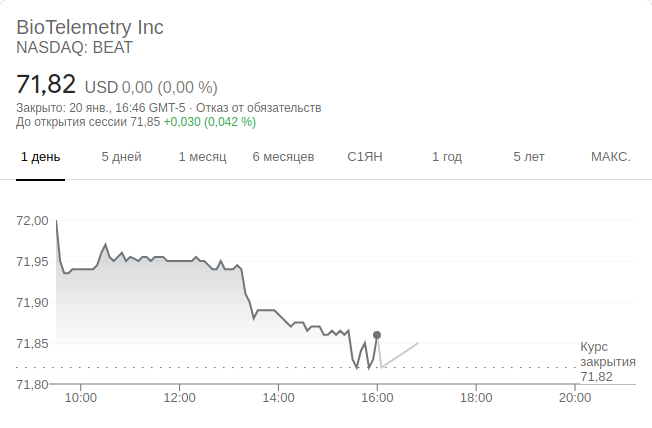 BioTelemetry Inc
NASDAQ: BEAT
71,82 USD 0,00 (0,00 %)
Закрыто: 20 янв., 16:46 GMT-5 · Отказ от обязательств
До открытия сессии 71,85 +0,030 (0,042 %)
1 день 5 дней 1 месяц 6 месяцев С1ЯН 1 год 5 лет МАКС.
72,00
71,95
71,90
71,85
71,80
Курс
закрытия
71,82
10:00 12:00 14:00 16:00 18:00 20:00